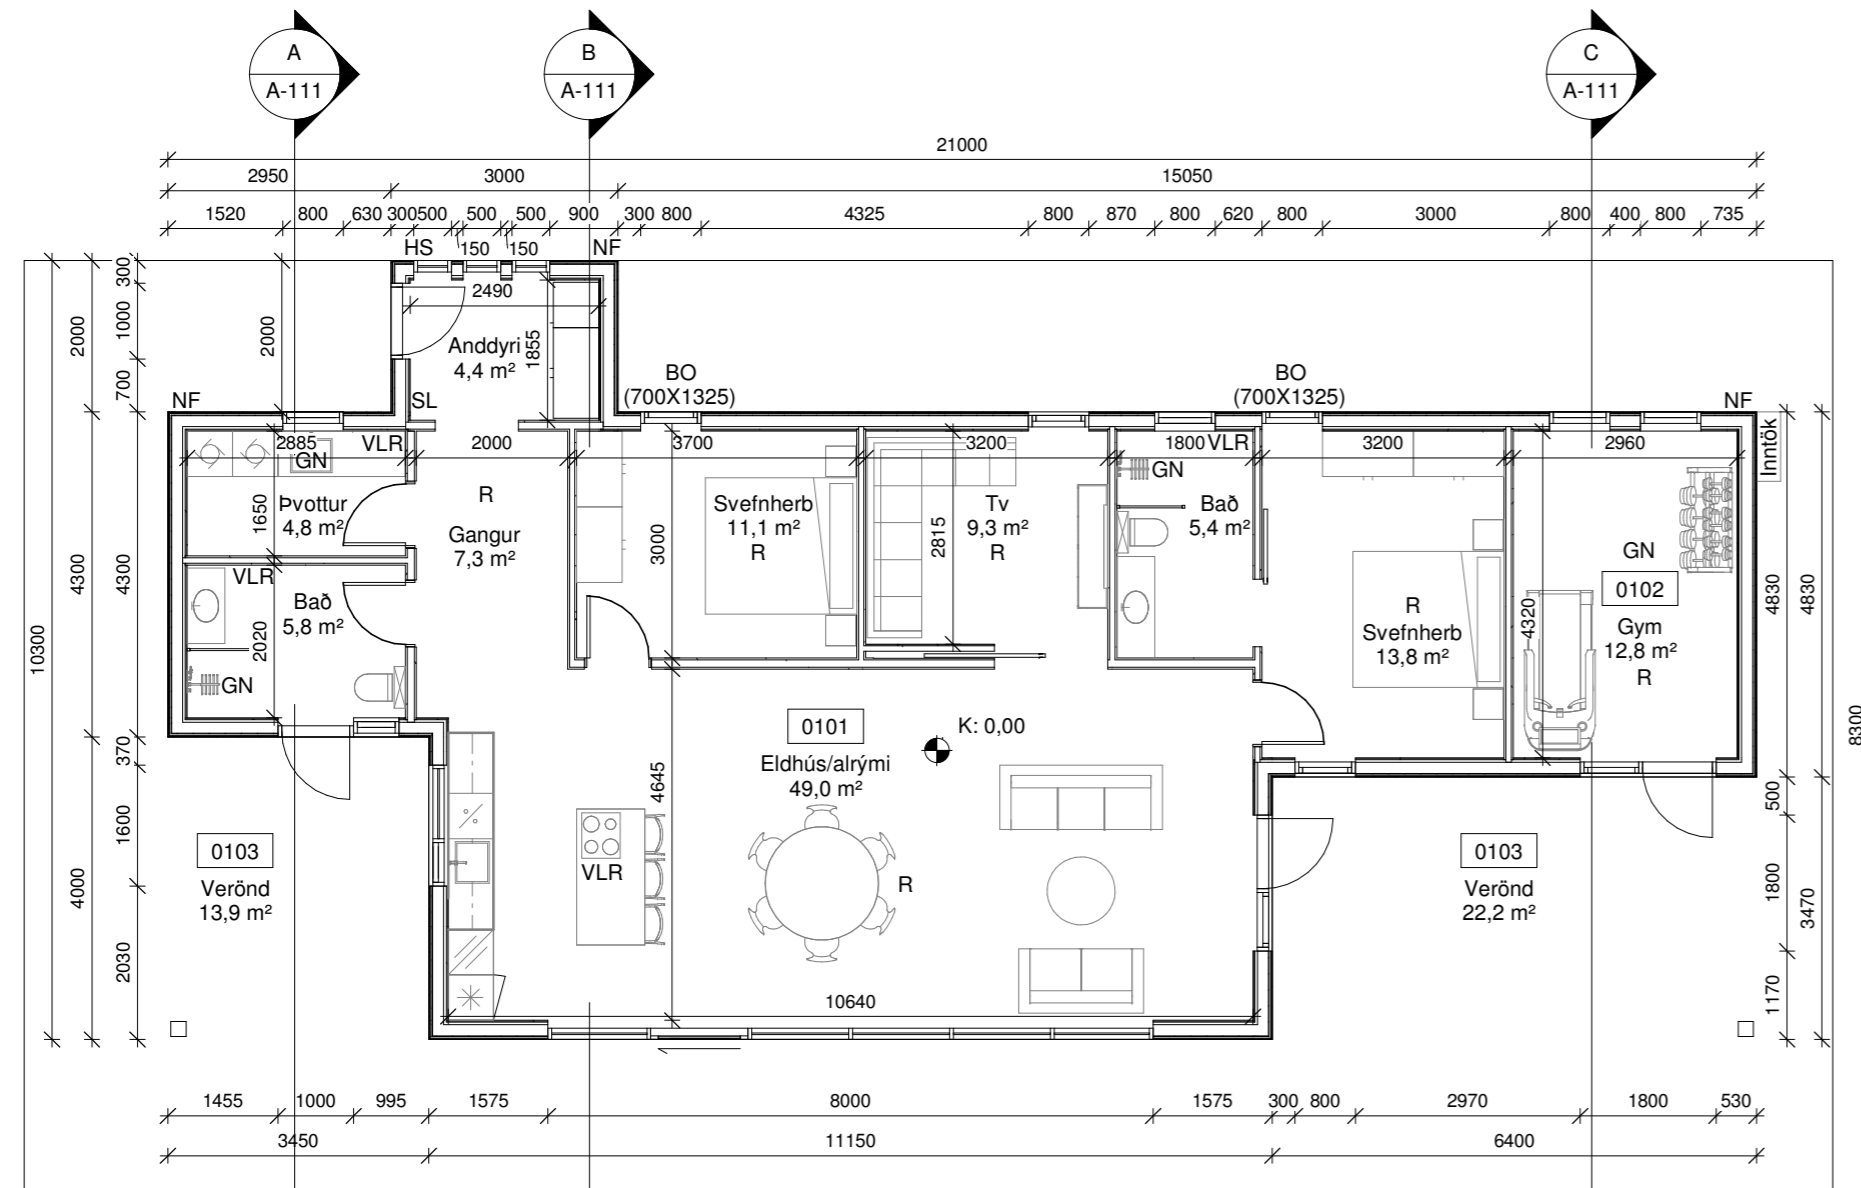 A
A-111
B
A-111
C
A-111
21000
2950 3000 15050
1520 800 630 300 500 500 500 900 300 800 4325 800 870 800 620 800 3000 800 400 800 735
HS 150 150 NF
2490
Anddyri
4,4 m²
1855
SL
NF
BO
(700X1325)
BO
(700X1325)
NF
Inntök
2885 VLR 2000 3700 3200 1800 VLR 3200 2960
GN
Þvottur
4,8 m²
1650
R
Gangur
7,3 m²
Svefnherb
11,1 m²
R
3000
Tv
9,3 m²
R
2815
GN
Bað
5,4 m²
VLR
Bað
5,8 m²
2020
GN
R
Svefnherb
13,8 m²
4320
GN
0102
Gym
12,8 m²
R
0101
Eldhús/alrými
49,0 m²
K: 0,00
4645
VLR
R
10640
0103
Verönd
13,9 m²
0103
Verönd
22,2 m²
10300
2000
4300
4000
300
1000
700
4300
370
1600
2030
2000
4830
500
1800
1170
4830
3470
8300
1455 1000 995 1575 8000 1575 300 800 2970 1800 530
3450 11150 6400